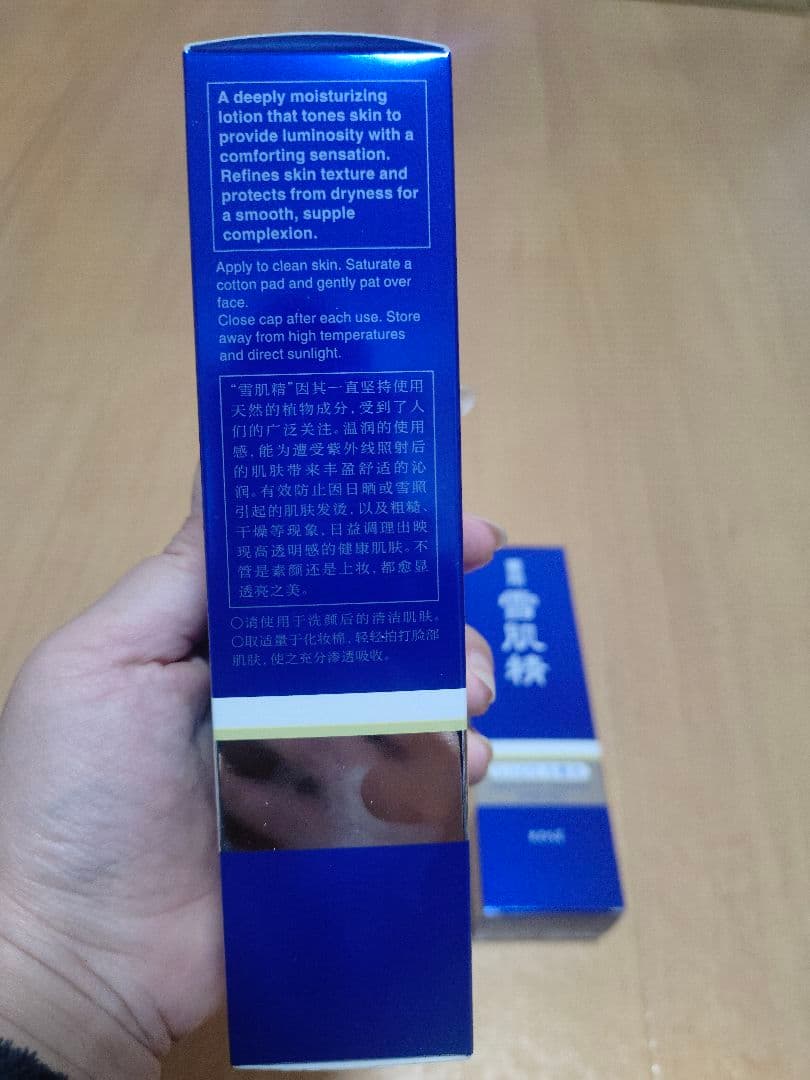 A deeply moisturizing
lotion that tones skin to
provide luminosity with a
comforting sensation.
Refines skin texture and
protects from dryness for
a smooth, supple
complexion.
Apply to clean skin. Saturate a
cotton pad and gently pat over
face.
Close cap after each use. Store
away from high temperatures
and direct sunlight.
“雪肌精”因其一直坚持使用
天然的植物成分，受到了人
们的广泛关注。温润的使用
感，能为遭受紫外线照射后
的肌肤带来丰盈舒适的沁
润。有效防止因日晒或雪照
引起的肌肤发烫，以及粗糙、
干燥等现象，日益调理出映
现高透明感的健康肌肤。不
管是素颜还是上妆，都愈显
透亮之美。
○请使用于洗颜后的清洁肌肤。
○取适量于化妆棉，轻轻拍打脸部
肌肤，使之充分渗透吸收。
雪肌精